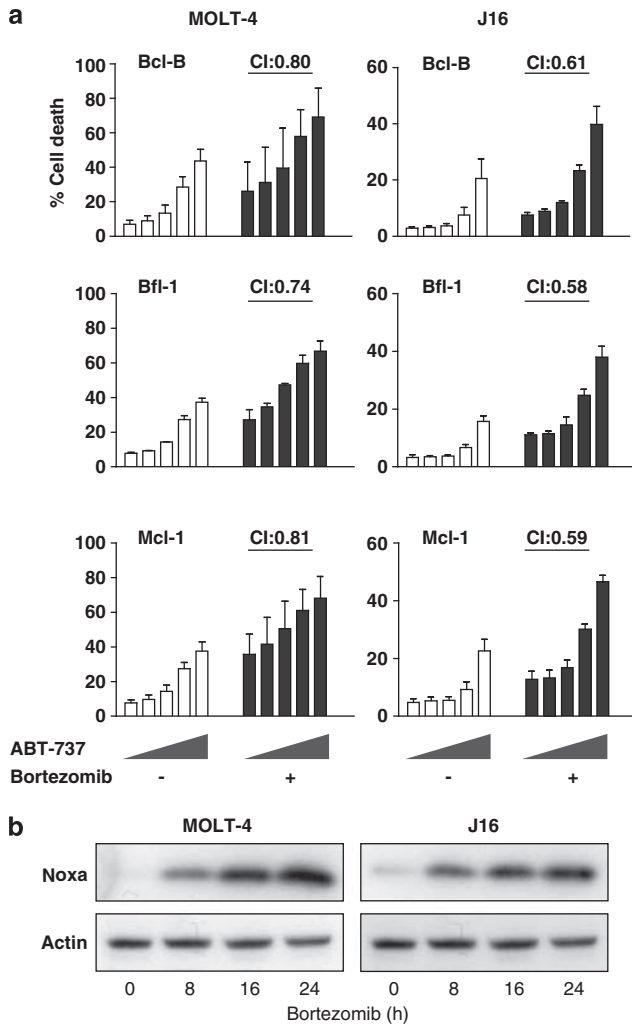 a
MOLT-4 J16
Bcl-B CI:0.80 Bcl-B CI:0.61
% Cell death
100 80 60 40 20 0
60 40 20 0
Bfl-1 CI:0.74 Bfl-1 CI:0.58
100 80 60 40 20 0
60 40 20 0
Mcl-1 CI:0.81 Mcl-1 CI:0.59
100 80 60 40 20 0
60 40 20 0
ABT-737
Bortezomib - + - +
b
MOLT-4 J16
Noxa
Actin
0 8 16 24 0 8 16 24
Bortezomib (h)